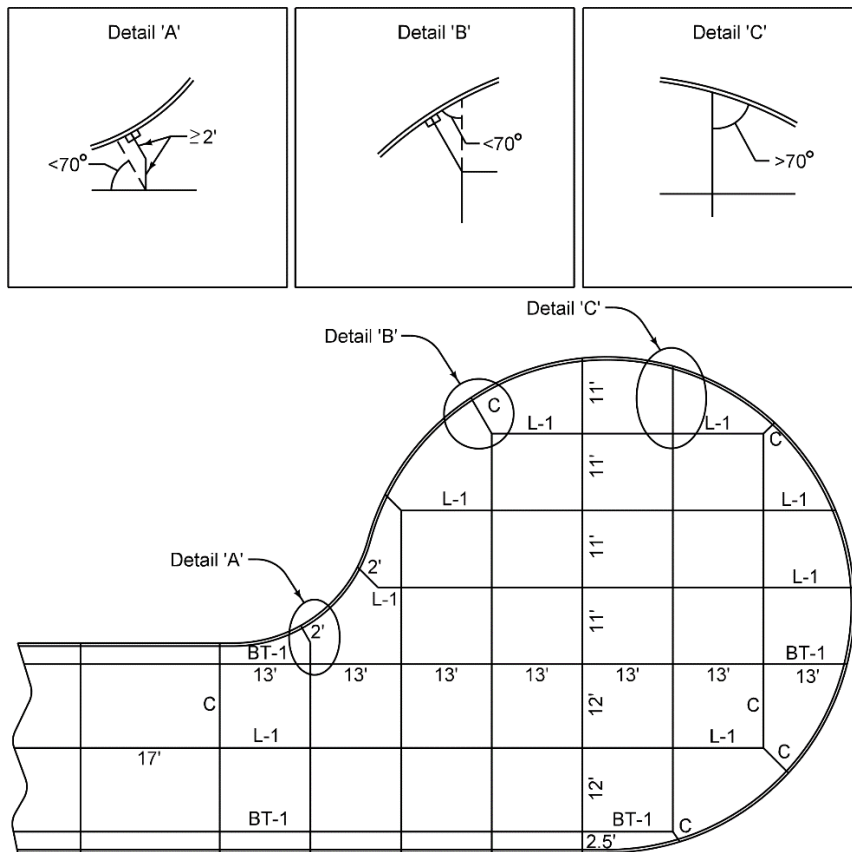 Detail 'A'
Detail 'B'
Detail 'C'
≥2'
<70°
<70°
>70°
Detail 'C'
Detail 'B'
C
11'
L-1
L-1
C
11'
L-1
L-1
Detail 'A'
2'
11'
L-1
L-1
2'
11'
BT-1
BT-1
13'
13'
13'
13'
13'
13'
13'
C
12'
C
L-1
L-1
17'
C
12'
BT-1
BT-1
C
2.5'